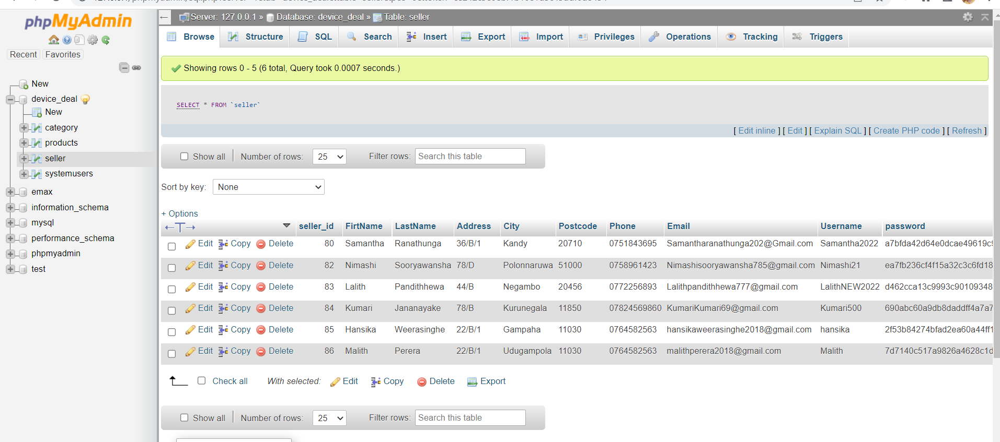 phpMyAdmin
Recent Favorites
New
device_deal
New
category
products
seller
systemusers
emax
information_schema
mysql
performance_schema
phpmyadmin
test
Server: 127.0.0.1 » Database: device_deal » Table: seller
Browse Structure SQL Search Insert Export Import Privileges Operations Tracking Triggers
Showing rows 0 - 5 (6 total, Query took 0.0007 seconds.)
SELECT * FROM `seller`
[ Edit inline ] [ Edit ] [ Explain SQL ] [ Create PHP code ] [ Refresh ]
Show all Number of rows: 25 Filter rows: Search this table
Sort by key: None
+ Options
←T→ seller_id FirtName LastName Address City Postcode Phone Email Username password
Edit Copy Delete 80 Samantha Ranathunga 36/B/1 Kandy 20710 0751843695 Samantharanathunga202@Gmail.com Samantha2022 a7bfda42d64e0dcae49619c9
Edit Copy Delete 82 Nimashi Sooryawansha 78/D Polonnaruwa 51000 0758961423 Nimashisooryawansha785@gmail.com Nimashi21 ea7fb236cf4f15a32c3c6fd18
Edit Copy Delete 83 Lalith Pandithhewa 44/B Negambo 20456 0772256893 Lalithpandithhewa777@gmail.com LalithNEW2022 d462cca13c9993c90109348
Edit Copy Delete 84 Kumari Jananayake 78/B Kurunegala 11850 07824569860 KumariKumari69@gmail.com Kumari500 690abc60a9db8daddff4a7a7
Edit Copy Delete 85 Hansika Weerasinghe 22/B/1 Gampaha 11030 0764582563 hansikaweerasinghe2018@gmail.com hansika 2f53b84274bfad2ea60a44ff1
Edit Copy Delete 86 Malith Perera 22/B/1 Udugampola 11030 0764582563 malithperera2018@gmail.com Malith 7d7140c517a9826a4628c1d
Check all With selected: Edit Copy Delete Export
Show all Number of rows: 25 Filter rows: Search this table